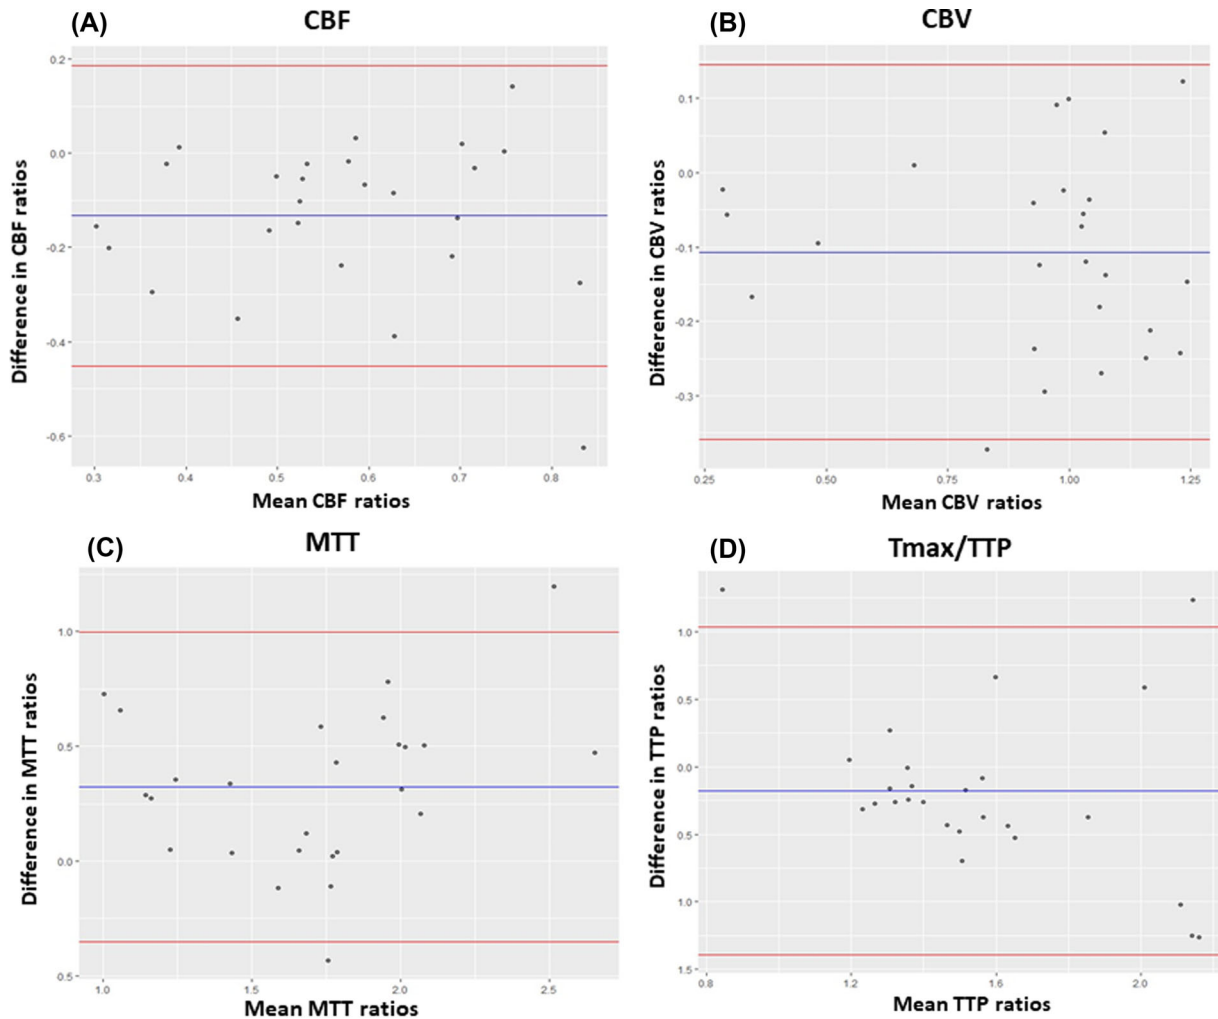 (A) CBF
Difference in CBF ratios
0.2
0.0
-0.2
-0.4
-0.6
0.3 0.4 0.5 0.6 0.7 0.8
Mean CBF ratios
(B) CBV
Difference in CBV ratios
0.1
0.0
-0.1
-0.2
-0.3
0.25 0.50 0.75 1.00 1.25
Mean CBV ratios
(C) MTT
Difference in MTT ratios
1.0
0.5
0.0
0.5
1.0 1.5 2.0 2.5
Mean MTT ratios
(D) Tmax/TTP
Difference in TTP ratios
1.0
0.5
0.0
0.5
1.0
1.5
0.8 1.2 1.6 2.0
Mean TTP ratios